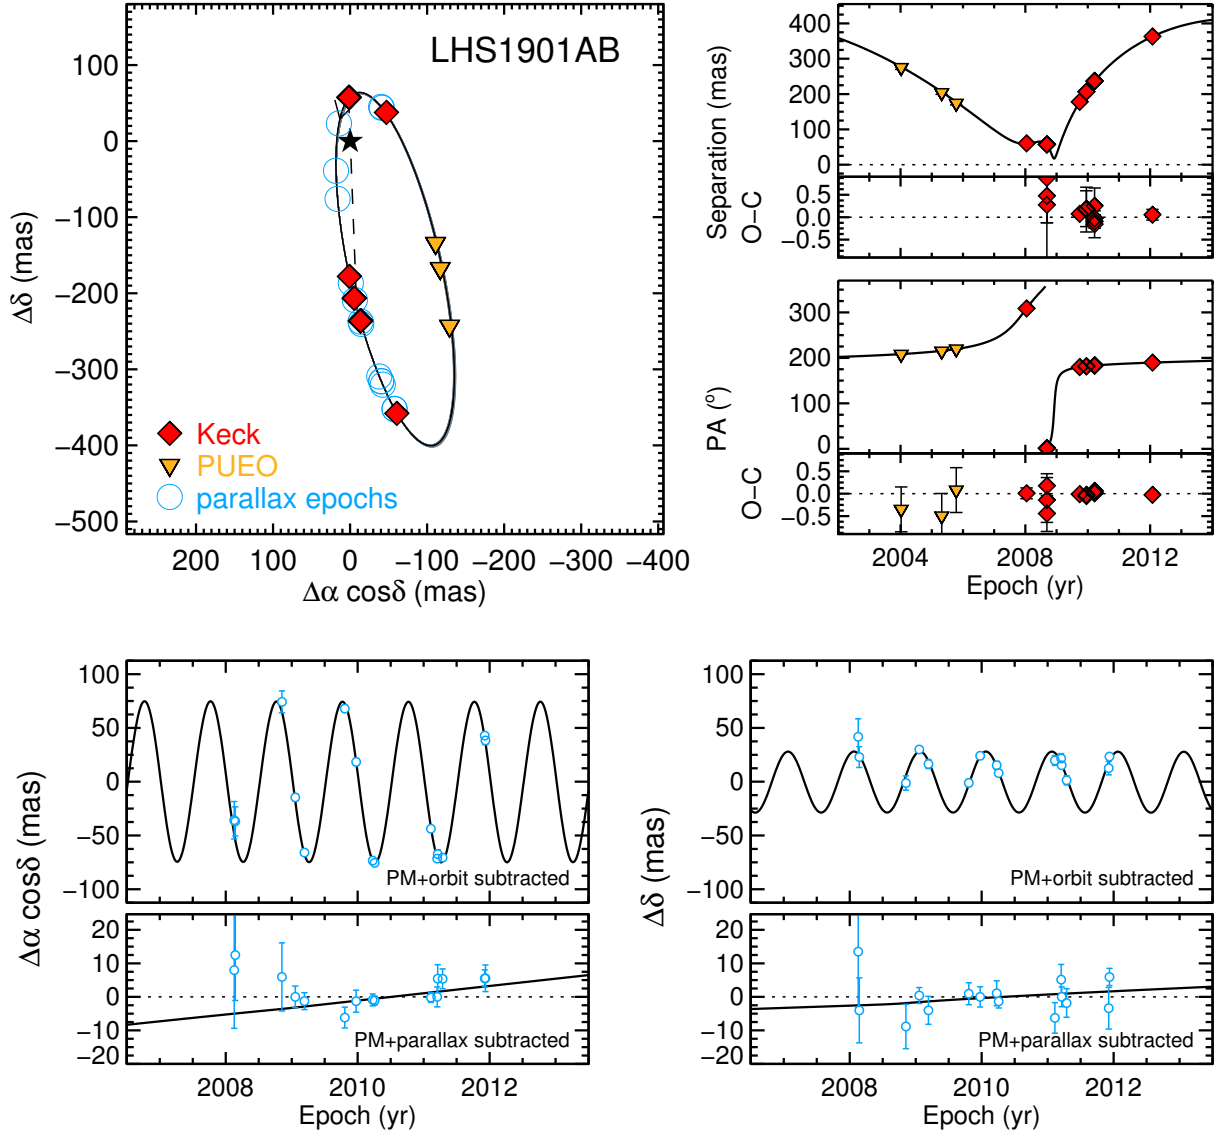 LHS1901AB
100
0
−100
−200
−300
−400
−500
Δδ (mas)
Keck
PUEO
parallax epochs
200 100 0 −100 −200 −300 −400
Δα cosδ (mas)
400
300
200
100
0
Separation (mas)
0.5
0.0
−0.5
O−C
300
200
100
0
PA (°)
0.5
0.0
−0.5
O−C
2004 2008 2012
Epoch (yr)
100
50
0
−50
−100
Δα cosδ (mas)
PM+orbit subtracted
20
10
0
−10
−20
PM+parallax subtracted
2008 2010 2012
Epoch (yr)
100
50
0
−50
−100
Δδ (mas)
PM+orbit subtracted
20
10
0
−10
−20
PM+parallax subtracted
2008 2010 2012
Epoch (yr)